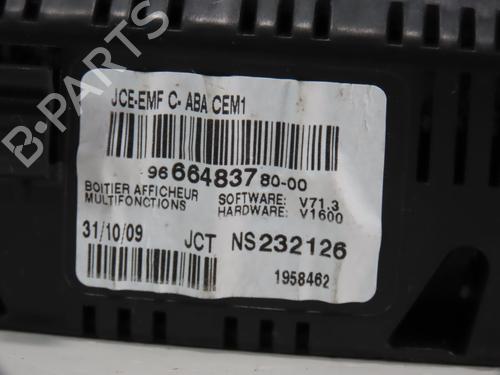 JCE-EMF C- ABA CEM1
96 664837 80-00
BOITIER AFFICHEUR SOFTWARE: V71.3
MULTIFONCTIONS HARDWARE: V1600
31/10/09 JCT NS232126
1958462
B-PARTS